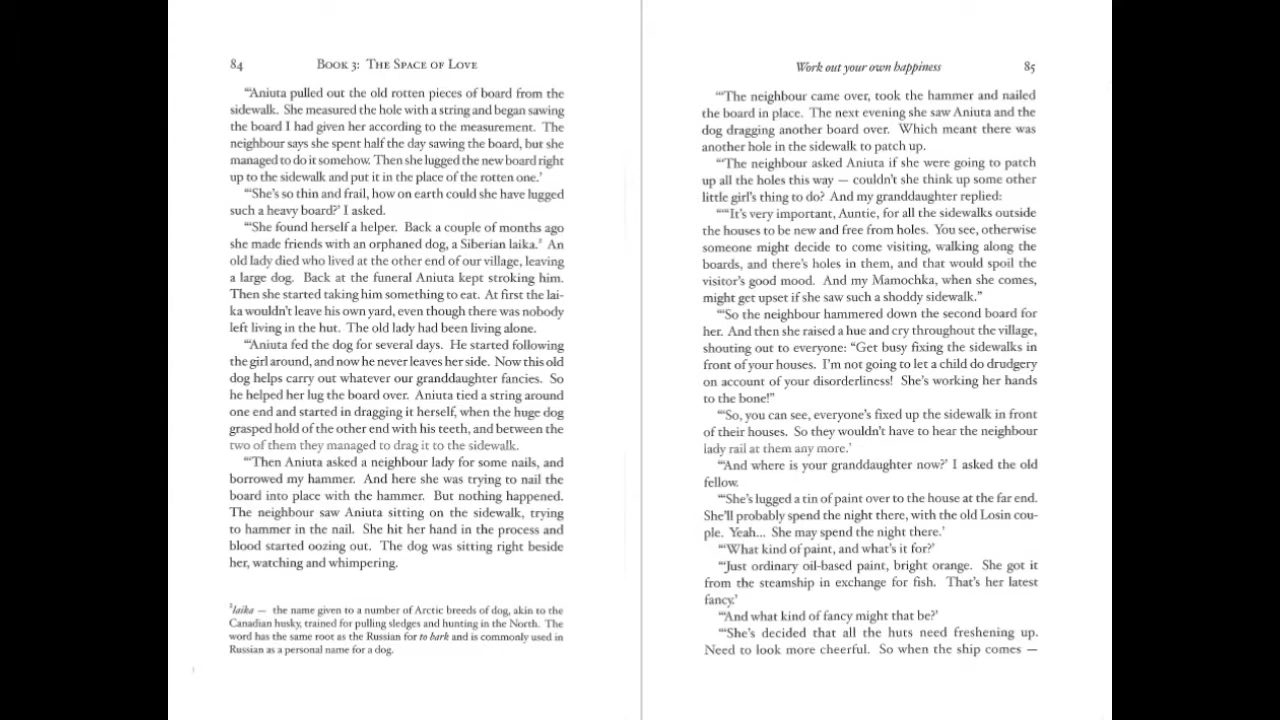 84 BOOK 3: THE SPACE OF LOVE
“‘Aniuta pulled out the old rotten pieces of board from the
sidewalk. She measured the hole with a string and began sawing
the board I had given her according to the measurement. The
neighbour says she spent half the day sawing the board, but she
managed to do it somehow. Then she lugged the new board right
up to the sidewalk and put it in the place of the rotten one.’
“‘She’s so thin and frail, how on earth could she have lugged
such a heavy board?’ I asked.
“‘She found herself a helper. Back a couple of months ago
she made friends with an orphaned dog, a Siberian laika.² An
old lady died who lived at the other end of our village, leaving
a large dog. Back at the funeral Aniuta kept stroking him.
Then she started taking him something to eat. At first the lai-
ka wouldn’t leave his own yard, even though there was nobody
left living in the hut. The old lady had been living alone.
“‘Aniuta fed the dog for several days. He started following
the girl around, and now he never leaves her side. Now this old
dog helps carry out whatever our granddaughter fancies. So
he helped her lug the board over. Aniuta tied a string around
one end and started in dragging it herself, when the huge dog
grasped hold of the other end with his teeth, and between the
two of them they managed to drag it to the sidewalk.
“‘Then Aniuta asked a neighbour lady for some nails, and
borrowed my hammer. And here she was trying to nail the
board into place with the hammer. But nothing happened.
The neighbour saw Aniuta sitting on the sidewalk, trying
to hammer in the nail. She hit her hand in the process and
blood started oozing out. The dog was sitting right beside
her, watching and whimpering.
²laika — the name given to a number of Arctic breeds of dog, akin to the
Canadian husky, trained for pulling sledges and hunting in the North. The
word has the same root as the Russian for to bark and is commonly used in
Russian as a personal name for a dog.
Work out your own happiness 85
“‘The neighbour came over, took the hammer and nailed
the board in place. The next evening she saw Aniuta and the
dog dragging another board over. Which meant there was
another hole in the sidewalk to patch up.
“‘The neighbour asked Aniuta if she were going to patch
up all the holes this way — couldn’t she think up some other
little girl’s thing to do? And my granddaughter replied:
“‘“It’s very important, Auntie, for all the sidewalks outside
the houses to be new and free from holes. You see, otherwise
someone might decide to come visiting, walking along the
boards, and there’s holes in them, and that would spoil the
visitor’s good mood. And my Mamochka, when she comes,
might get upset if she saw such a shoddy sidewalk.”
“‘So the neighbour hammered down the second board for
her. And then she raised a hue and cry throughout the village,
shouting out to everyone: “Get busy fixing the sidewalks in
front of your houses. I’m not going to let a child do drudgery
on account of your disorderliness! She’s working her hands
to the bone!”
“‘So, you can see, everyone’s fixed up the sidewalk in front
of their houses. So they wouldn’t have to hear the neighbour
lady rail at them any more.’
“‘And where is your granddaughter now?’ I asked the old
fellow.
“‘She’s lugged a tin of paint over to the house at the far end.
She’ll probably spend the night there, with the old Losin cou-
ple. Yeah... She may spend the night there.’
“‘What kind of paint, and what’s it for?’
“‘Just ordinary oil-based paint, bright orange. She got it
from the steamship in exchange for fish. That’s her latest
fancy.’
“‘And what kind of fancy might that be?’
“‘She’s decided that all the huts need freshening up.
Need to look more cheerful. So when the ship comes —